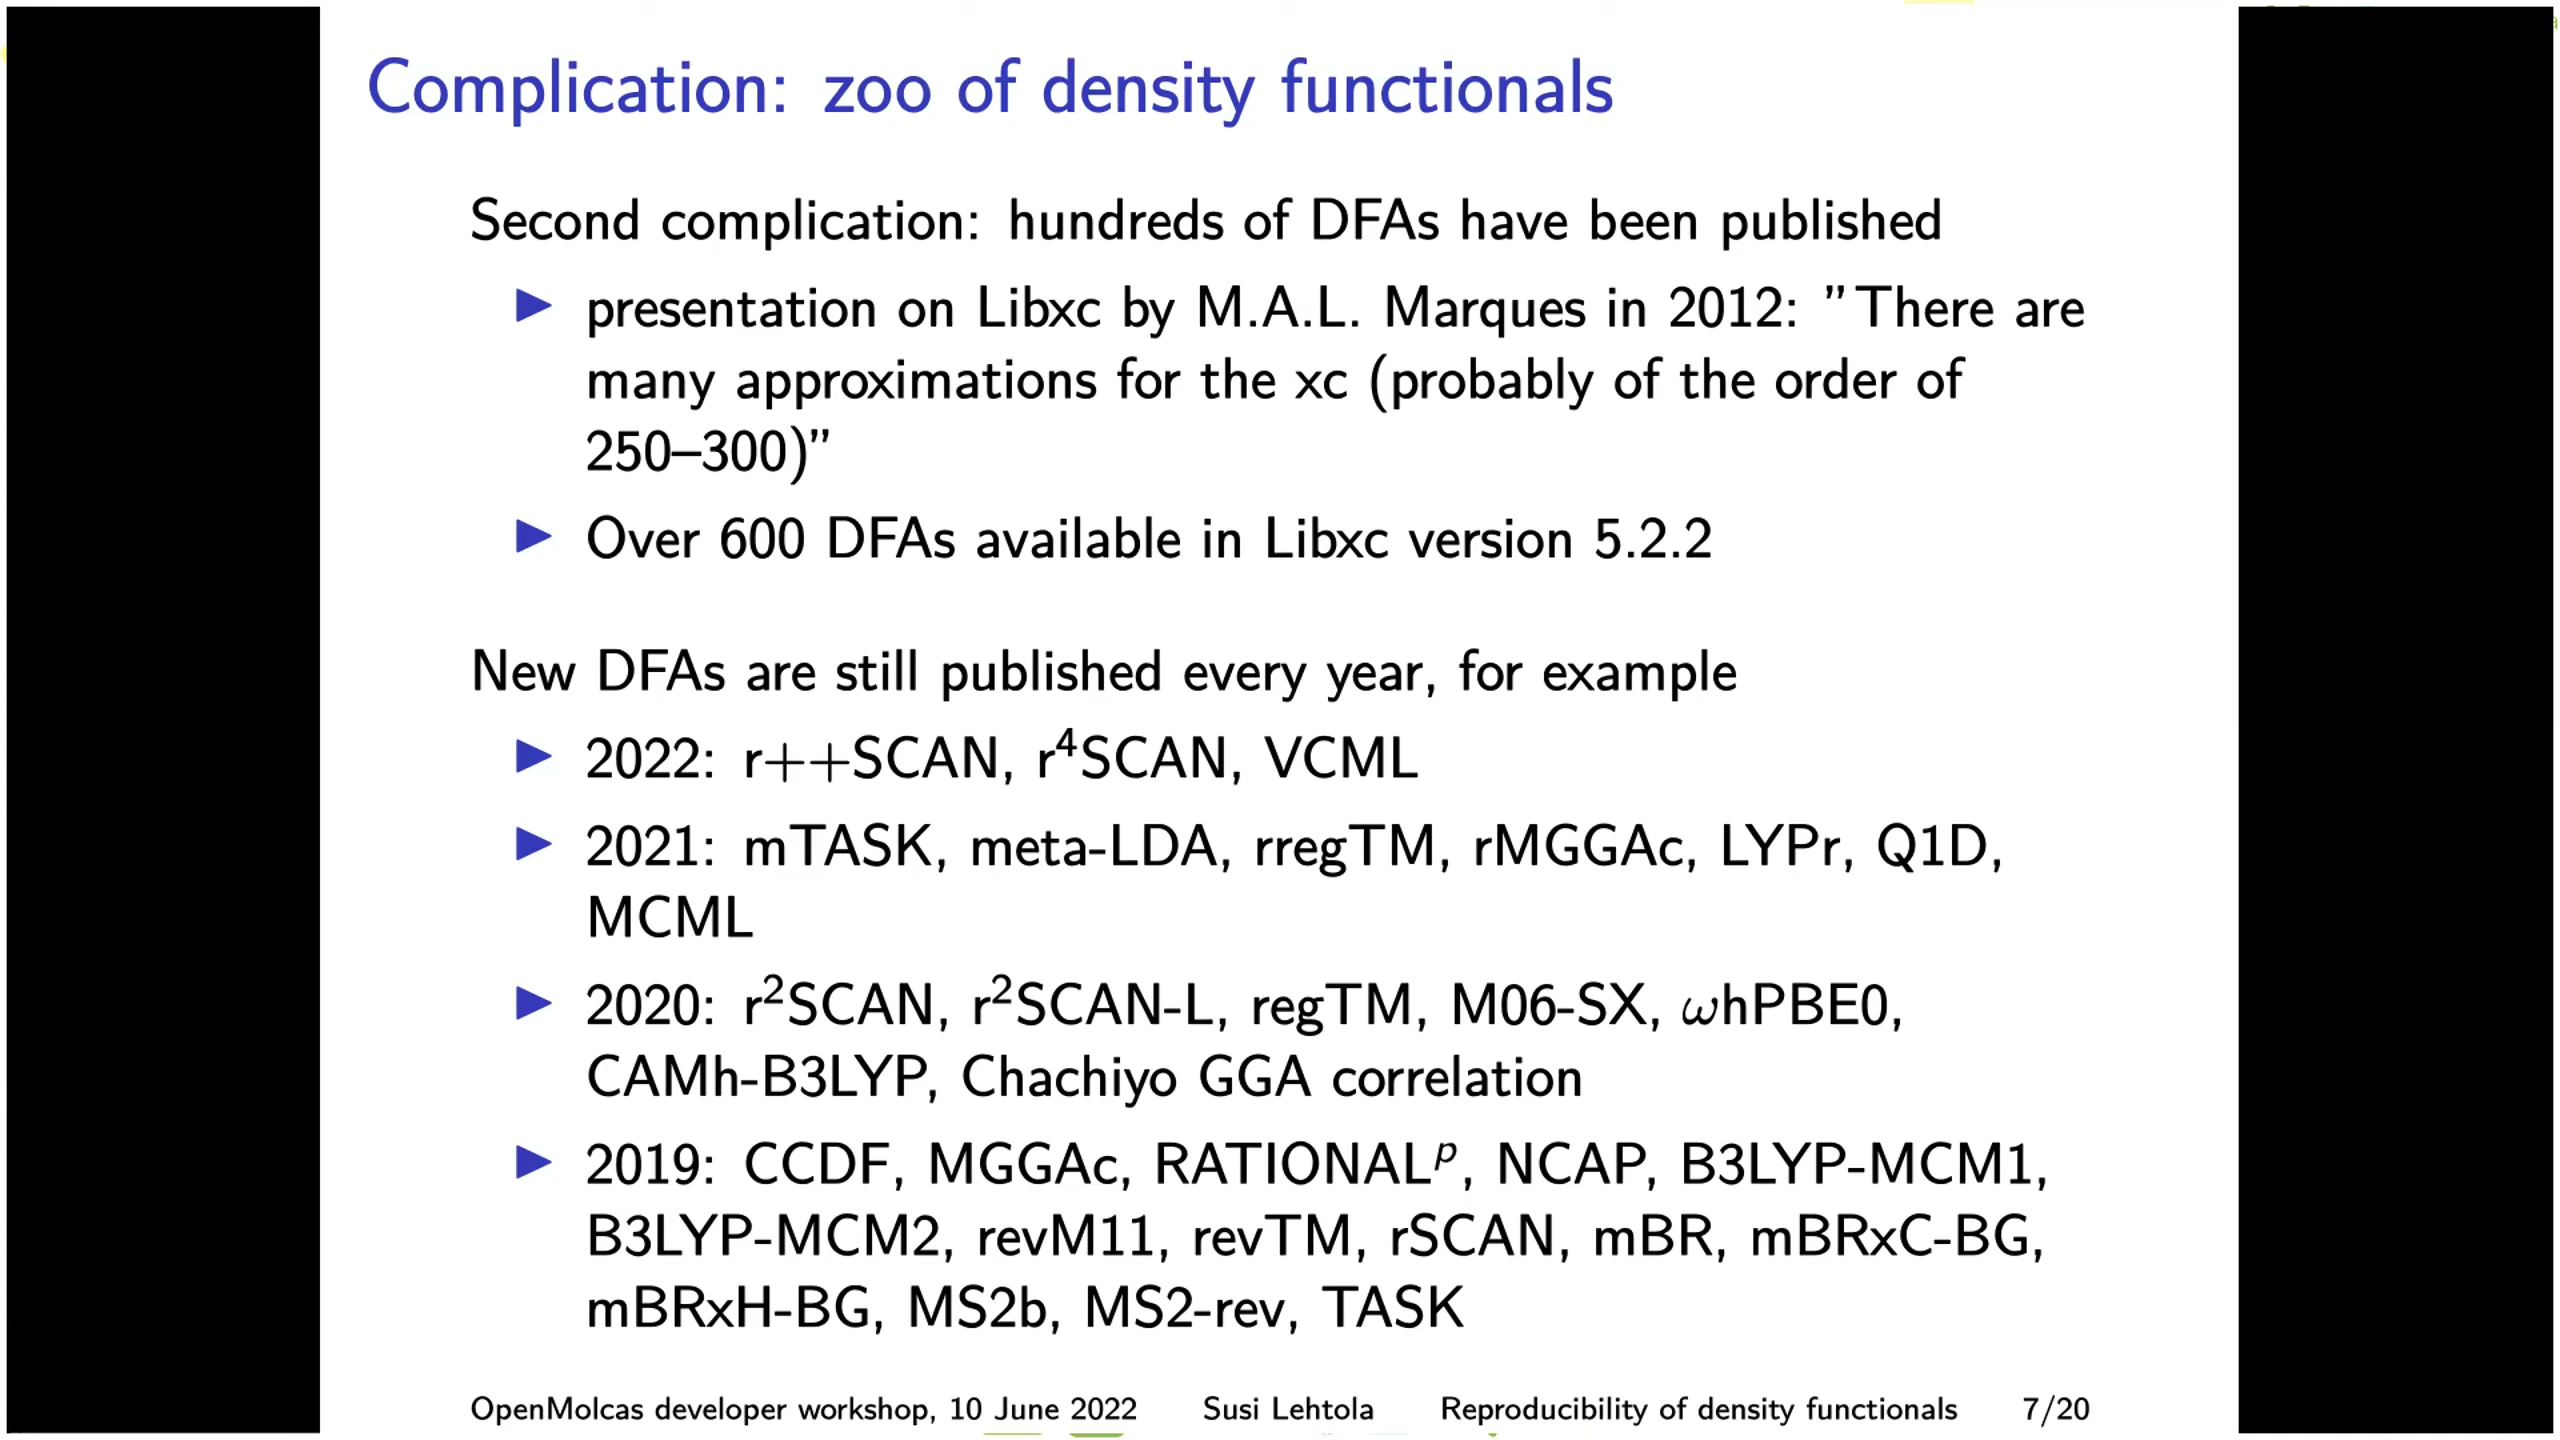 Complication: zoo of density functionals
Second complication: hundreds of DFAs have been published
▶ presentation on Libxc by M.A.L. Marques in 2012: ”There are
many approximations for the xc (probably of the order of
250–300)”
▶ Over 600 DFAs available in Libxc version 5.2.2
New DFAs are still published every year, for example
▶ 2022: r++SCAN, r⁴SCAN, VCML
▶ 2021: mTASK, meta-LDA, rregTM, rMGGAc, LYPr, Q1D,
MCML
▶ 2020: r²SCAN, r²SCAN-L, regTM, M06-SX, ωhPBE0,
CAMh-B3LYP, Chachiyo GGA correlation
▶ 2019: CCDF, MGGAc, RATIONALᵖ, NCAP, B3LYP-MCM1,
B3LYP-MCM2, revM11, revTM, rSCAN, mBR, mBRxC-BG,
mBRxH-BG, MS2b, MS2-rev, TASK
OpenMolcas developer workshop, 10 June 2022 Susi Lehtola Reproducibility of density functionals 7/20